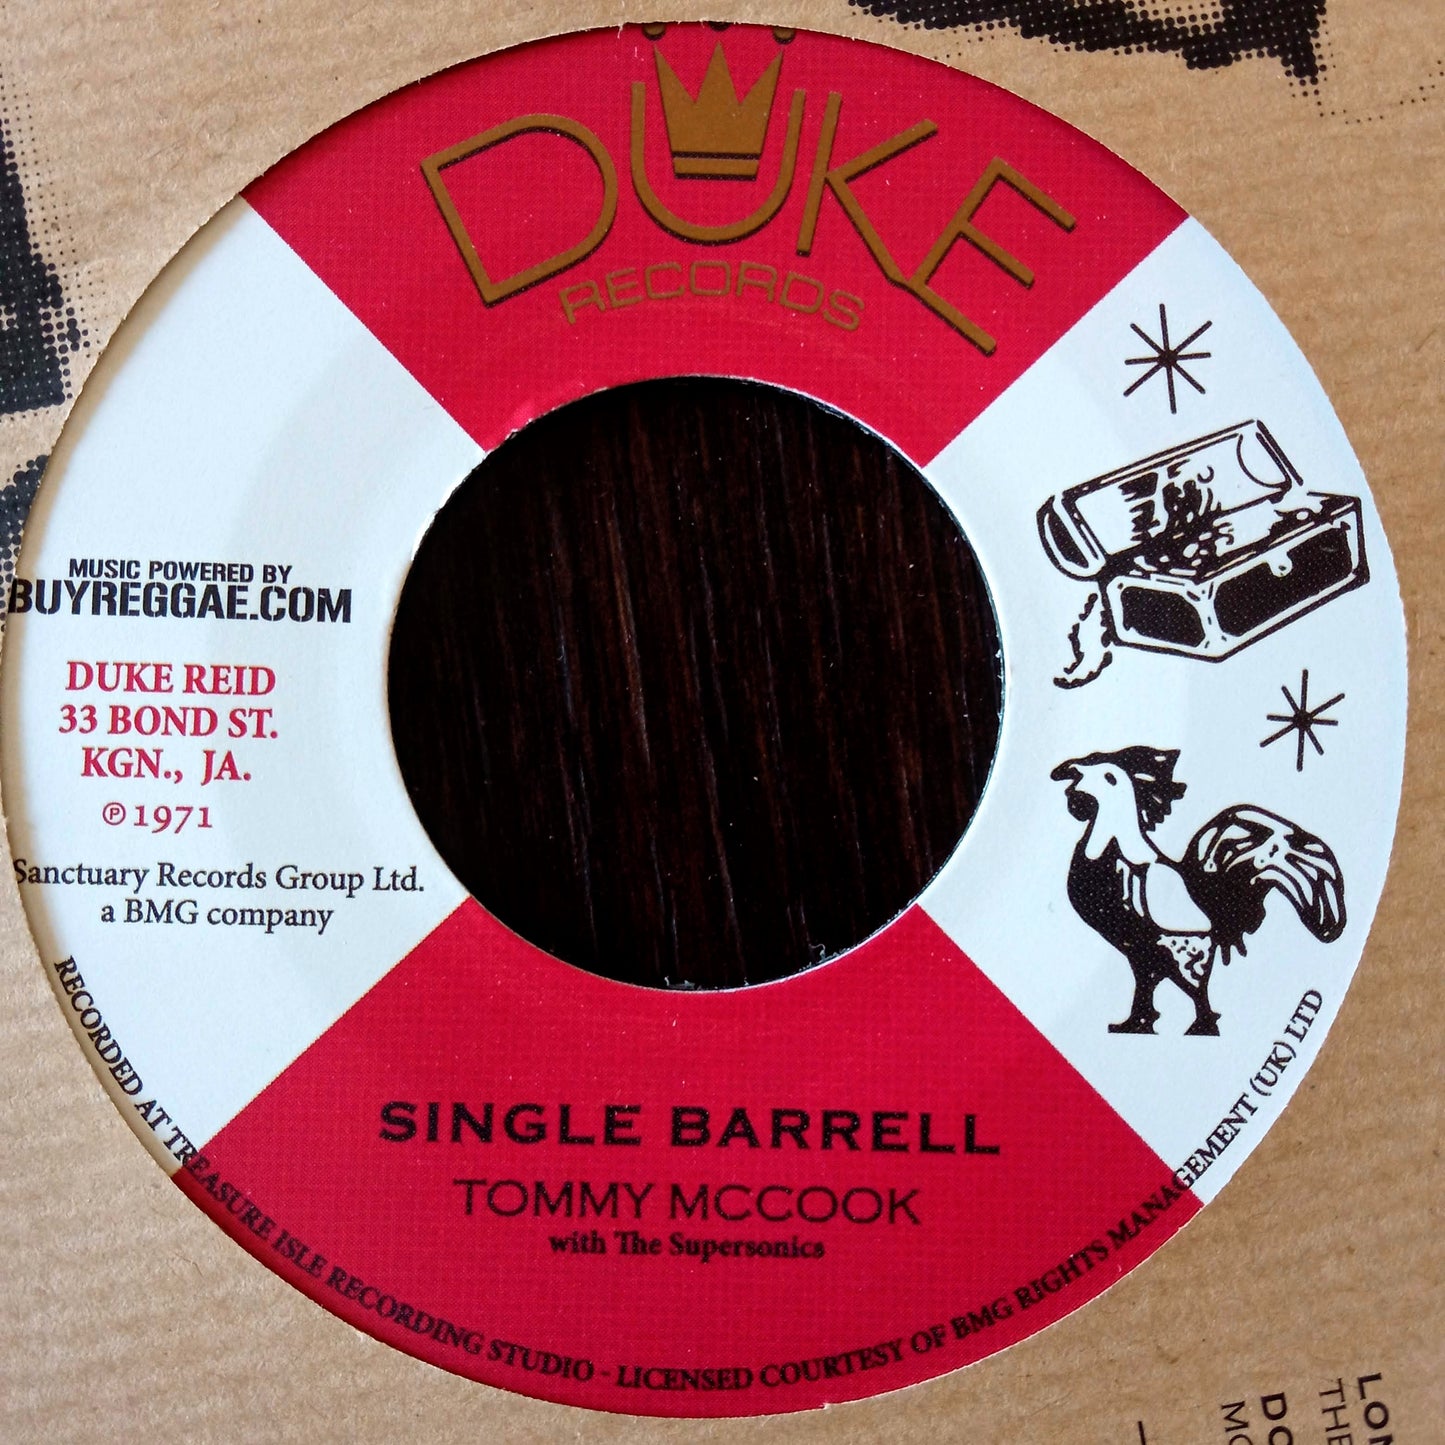 DUKE
RECORDS
MUSIC POWERED BY
BUYREGGAE.COM
DUKE REID
33 BOND ST.
KGN., JA.
℗ 1971
Sanctuary Records Group Ltd.
a BMG company
SINGLE BARRELL
TOMMY MCCOOK
with The Supersonics
RECORDED AT TREASURE ISLE RECORDING STUDIO - LICENSED COURTESY OF BMG RIGHTS MANAGEMENT (UK) LTD